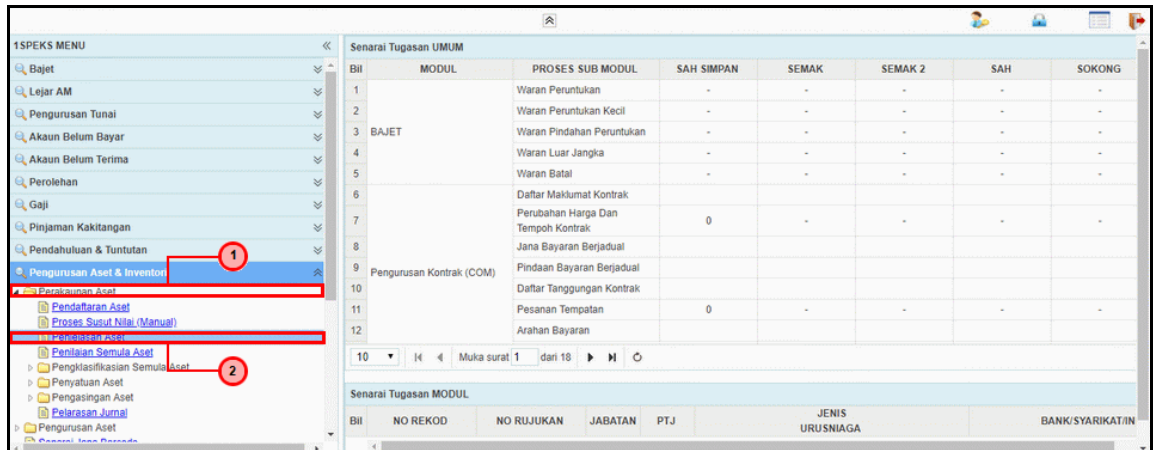 1SPEKS MENU
Bajet
Lejar AM
Pengurusan Tunai
Akaun Belum Bayar
Akaun Belum Terima
Perolehan
Gaji
Pinjaman Kakitangan
Pendahuluan & Tuntutan
Pengurusan Aset & Inventori
Perakaunan Aset
Pendaftaran Aset
Proses Susut Nilai (Manual)
Penjelasan Aset
Penilaian Semula Aset
Pengklasifikasian Semula Aset
Penyatuan Aset
Pengasingan Aset
Pelarasan Jurnal
Pengurusan Aset
1
2
Senarai Tugasan UMUM
Bil MODUL PROSES SUB MODUL SAH SIMPAN SEMAK SEMAK 2 SAH SOKONG
1 Waran Peruntukan - - - - -
2 Waran Peruntukan Kecil - - - - -
3 BAJET Waran Pindahan Peruntukan - - - - -
4 Waran Luar Jangka - - - - -
5 Waran Batal - - - - -
6 Daftar Maklumat Kontrak
7 Perubahan Harga Dan Tempoh Kontrak 0 - - - -
8 Jana Bayaran Berjadual
9 Pengurusan Kontrak (COM) Pindaan Bayaran Berjadual
10 Daftar Tanggungan Kontrak
11 Pesanan Tempatan 0 - - - -
12 Arahan Bayaran
10 Muka surat 1 dari 18
Senarai Tugasan MODUL
Bil NO REKOD NO RUJUKAN JABATAN PTJ JENIS URUSNIAGA BANK/SYARIKAT/IN